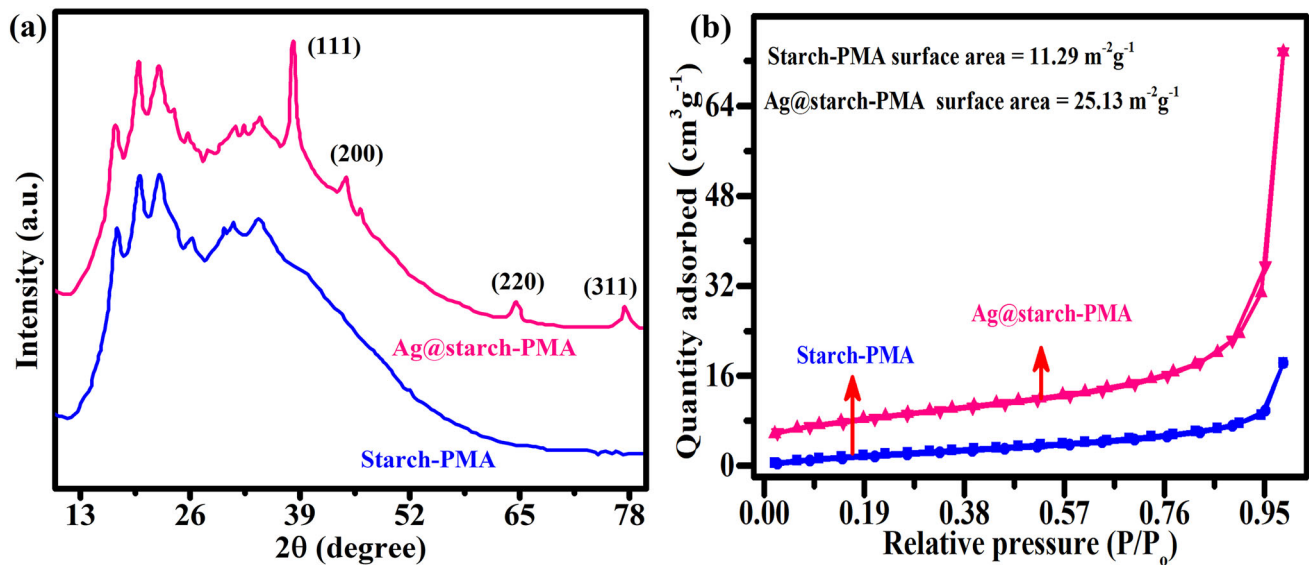 (a)
(111)
(200)
(220)
(311)
Ag@starch-PMA
Starch-PMA
Intensity (a.u.)
13 26 39 52 65 78
2θ (degree)
(b)
Starch-PMA surface area = 11.29 m⁻²g⁻¹
Ag@starch-PMA surface area = 25.13 m⁻²g⁻¹
Ag@starch-PMA
Starch-PMA
Quantity adsorbed (cm³g⁻¹)
64
48
32
16
0
0.00 0.19 0.38 0.57 0.76 0.95
Relative pressure (P/Pₒ)